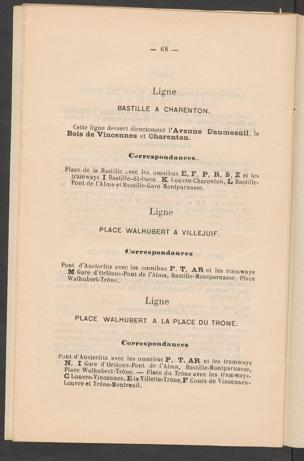 — 68 —
Ligne
BASTILLE A CHARENTON.
Cette ligne dessert directement l'Avenue Daumesnil, le
Bois de Vincennes et Charenton.
Correspondances.
Place de la Bastille avec les omnibus E, F, P, R, S, Z et les
tramways I Bastille-St-Ouen. K Louvre-Charenton, L Bastille-
Pont de l'Alma et Bastille-Gare Montparnasse.
Ligne
PLACE WALHUBERT A VILLEJUIF.
Correspondances
Pont d'Austerlitz avec les omnibus P. T, AR et les tramways
M Gare d'Orléans-Pont de l'Alma, Bastille-Montparnasse, Place
Walhubert-Trône.
Ligne
PLACE WALHUBERT A LA PLACE DU TRONE.
Correspondances
Pont d'Austerlitz avec les omnibus P. T, AR et les tramways
N, I Gare d'Orléans-Pont de l'Alma, Bastille-Montparnasse,
Place Walhubert-Trône. — Place du Trône avec les tramways
C Louvre-Vincennes, E la Villette-Trône, F Cours de Vincennes-
Louvre et Trône-Montreuil.